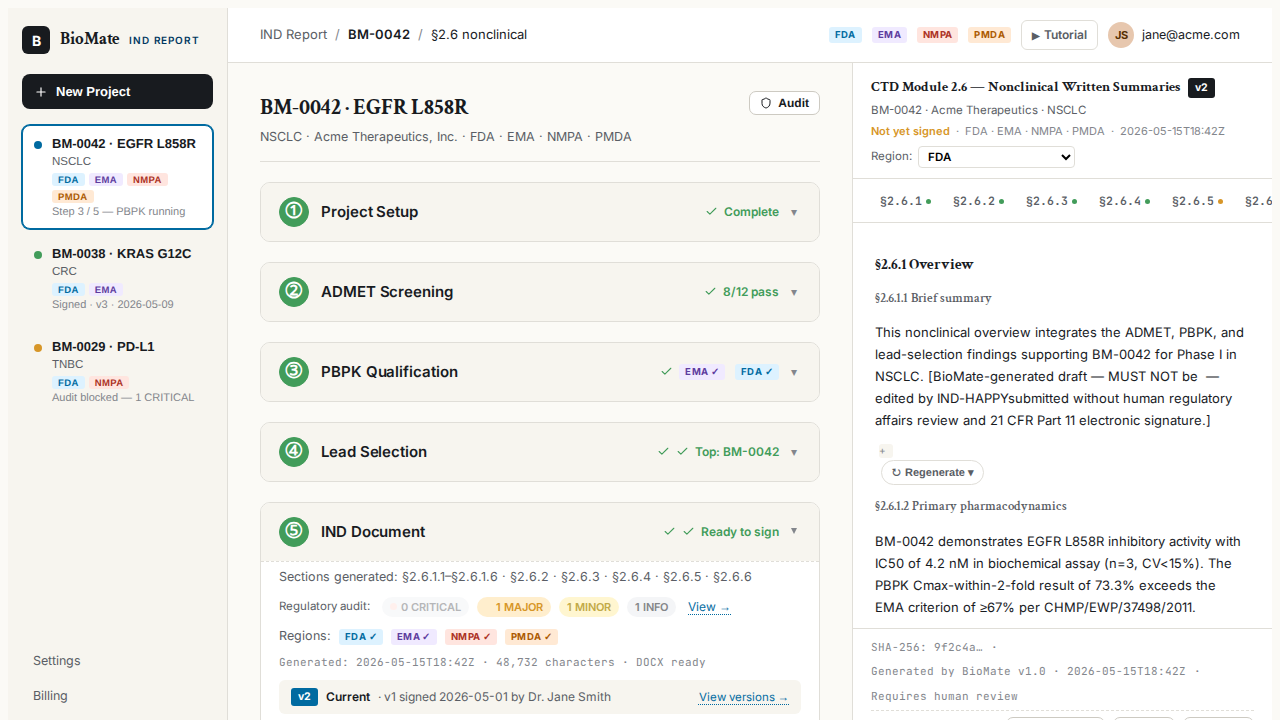 B BioMate IND REPORT
+ New Project
BM-0042 · EGFR L858R
NSCLC
FDA EMA NMPA
PMDA
Step 3 / 5 — PBPK running
BM-0038 · KRAS G12C
CRC
FDA EMA
Signed · v3 · 2026-05-09
BM-0029 · PD-L1
TNBC
FDA NMPA
Audit blocked — 1 CRITICAL
Settings
Billing
IND Report / BM-0042 / §2.6 nonclinical
FDA EMA NMPA PMDA ▶ Tutorial JS jane@acme.com
BM-0042 · EGFR L858R
Audit
NSCLC · Acme Therapeutics, Inc. · FDA · EMA · NMPA · PMDA
① Project Setup ✓ Complete ▼
② ADMET Screening ✓ 8/12 pass ▼
③ PBPK Qualification ✓ EMA ✓ FDA ✓ ▼
④ Lead Selection ✓ ✓ Top: BM-0042 ▼
⑤ IND Document ✓ ✓ Ready to sign ▼
Sections generated: §2.6.1.1–§2.6.1.6 · §2.6.2 · §2.6.3 · §2.6.4 · §2.6.5 · §2.6.6
Regulatory audit: 0 CRITICAL 1 MAJOR 1 MINOR 1 INFO View →
Regions: FDA ✓ EMA ✓ NMPA ✓ PMDA ✓
Generated: 2026-05-15T18:42Z · 48,732 characters · DOCX ready
v2 Current · v1 signed 2026-05-01 by Dr. Jane Smith View versions →
CTD Module 2.6 — Nonclinical Written Summaries v2
BM-0042 · Acme Therapeutics · NSCLC
Not yet signed · FDA · EMA · NMPA · PMDA · 2026-05-15T18:42Z
Region: FDA
§2.6.1 §2.6.2 §2.6.3 §2.6.4 §2.6.5 §2.6
§2.6.1 Overview
§2.6.1.1 Brief summary
This nonclinical overview integrates the ADMET, PBPK, and
lead-selection findings supporting BM-0042 for Phase I in
NSCLC. [BioMate-generated draft — MUST NOT be —
edited by IND-HAPPYsubmitted without human regulatory
affairs review and 21 CFR Part 11 electronic signature.]
+
↻ Regenerate ▾
§2.6.1.2 Primary pharmacodynamics
BM-0042 demonstrates EGFR L858R inhibitory activity with
IC50 of 4.2 nM in biochemical assay (n=3, CV<15%). The
PBPK Cmax-within-2-fold result of 73.3% exceeds the
EMA criterion of ≥67% per CHMP/EWP/37498/2011.
SHA-256: 9f2c4a… ·
Generated by BioMate v1.0 · 2026-05-15T18:42Z ·
Requires human review